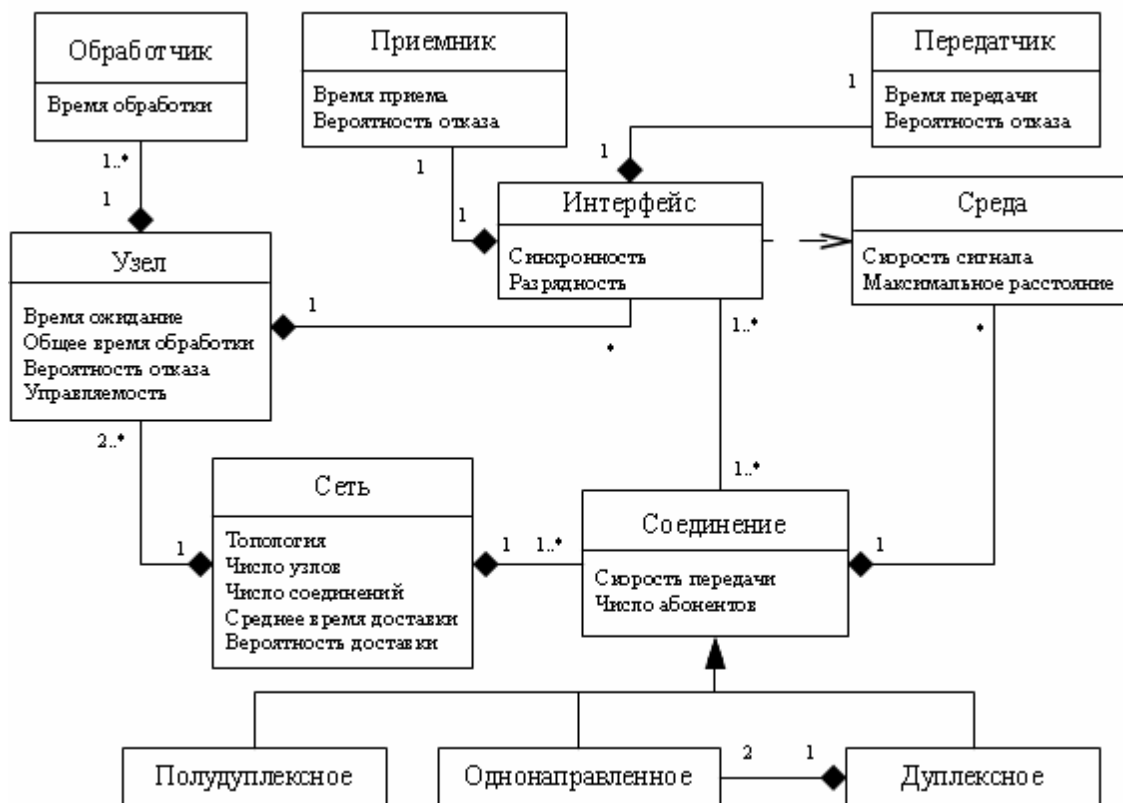 Обработчик
Время обработки
Приемник
Время приема
Вероятность отказа
Передатчик
Время передачи
Вероятность отказа
1
1
1..*
1
1
1
Интерфейс
Синхронность
Разрядность
Среда
Скорость сигнала
Максимальное расстояние
Узел
Время ожидание
Общее время обработки
Вероятность отказа
Управляемость
1
*
1..*
*
2..*
1..*
Сеть
Топология
Число узлов
Число соединений
Среднее время доставки
Вероятность доставки
1
1
1..*
Соединение
Скорость передачи
Число абонентов
1
Полудуплексное
Однонаправленное
2
1
Дуплексное